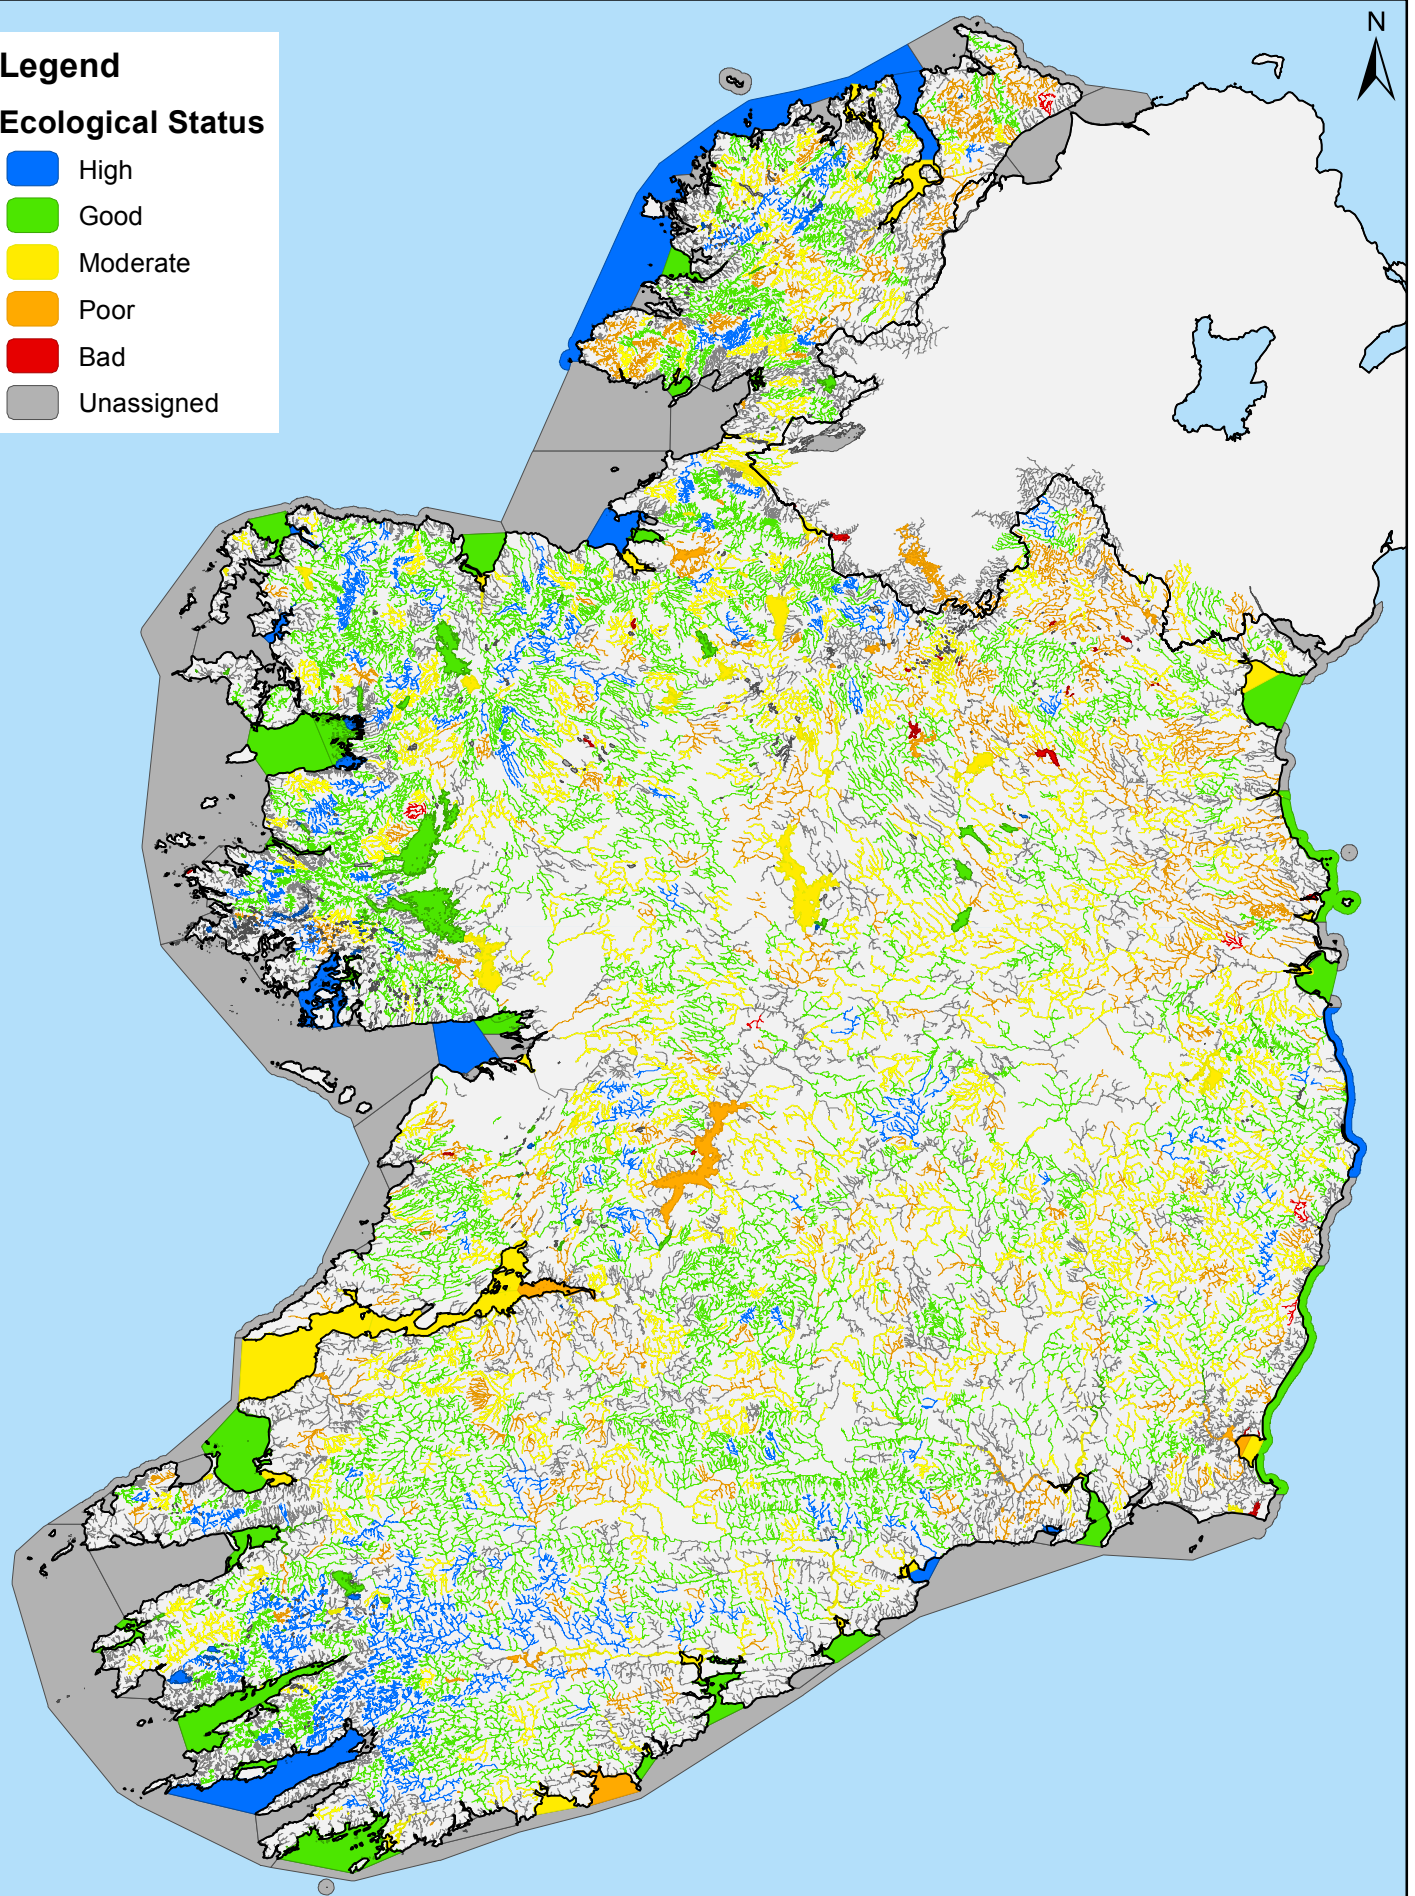 N
Legend
Ecological Status
High
Good
Moderate
Poor
Bad
Unassigned